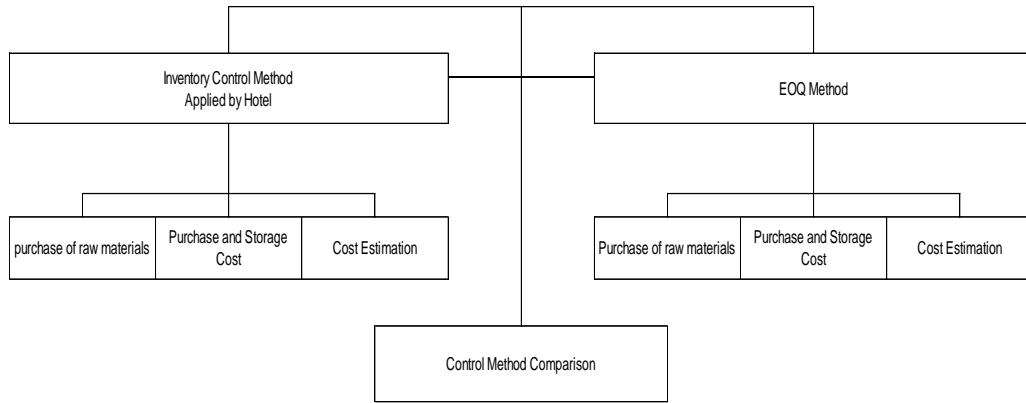 Inventory Control Method
Applied by Hotel
EOQ Method
purchase of raw materials
Purchase and Storage
Cost
Cost Estimation
Purchase of raw materials
Purchase and Storage
Cost
Cost Estimation
Control Method Comparison